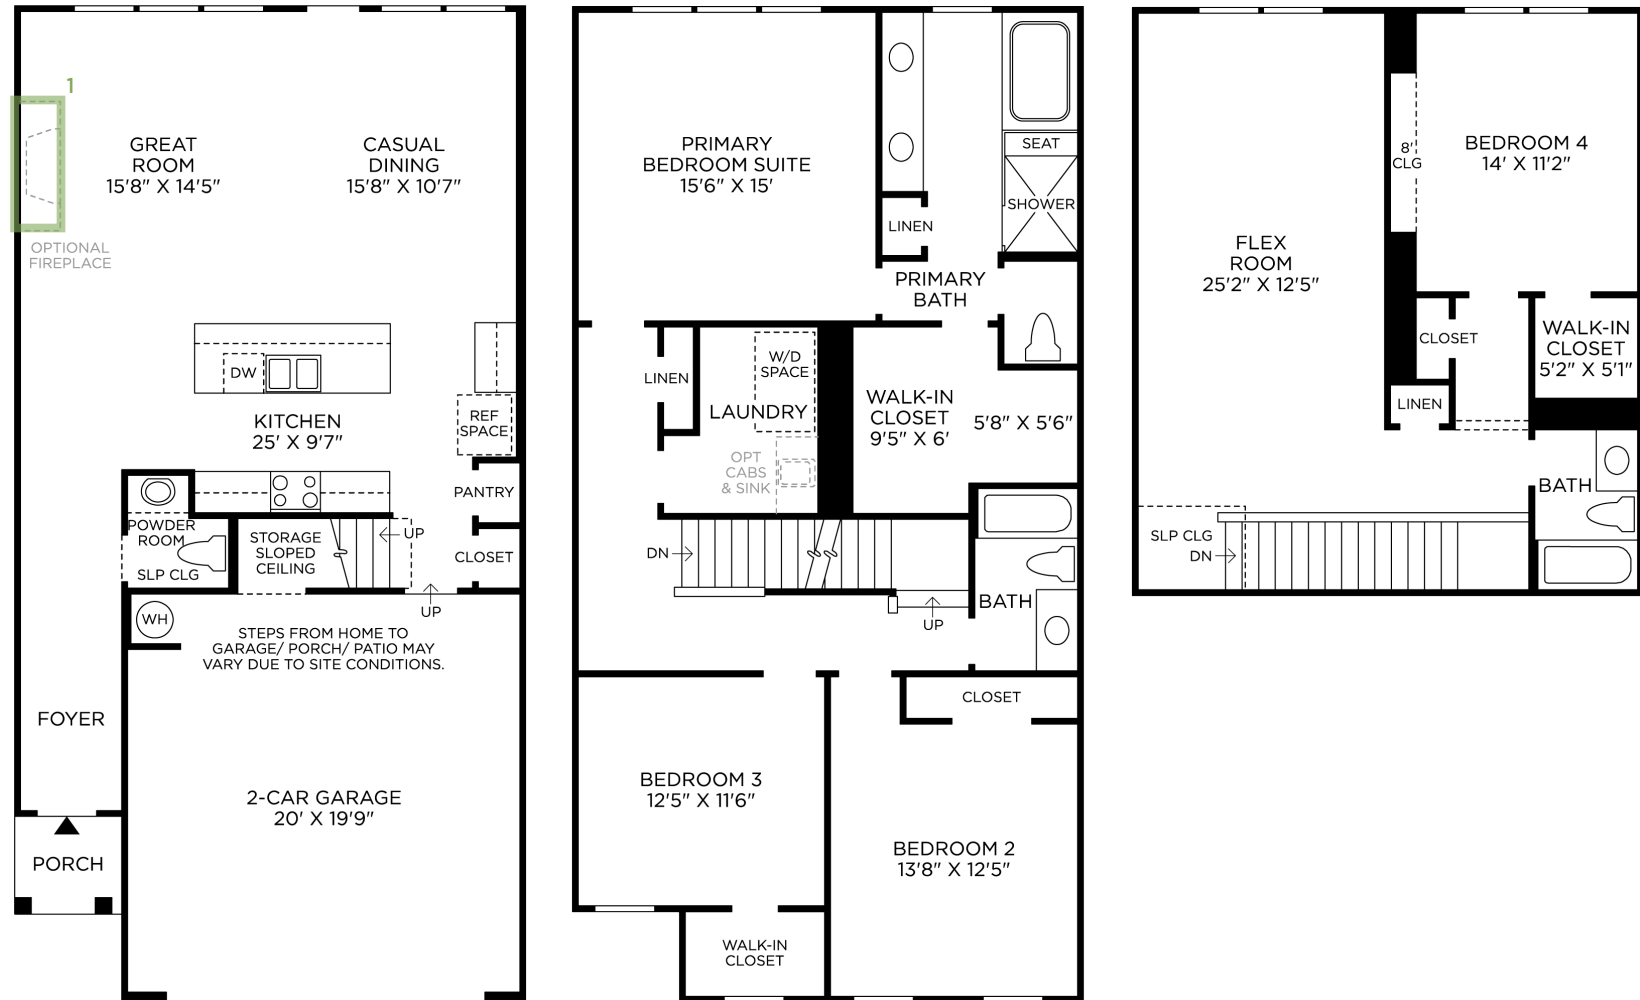 1
GREAT
ROOM
15'8" X 14'5"
CASUAL
DINING
15'8" X 10'7"
OPTIONAL
FIREPLACE
DW
KITCHEN
25' X 9'7"
REF
SPACE
PANTRY
POWDER
ROOM
SLP CLG
STORAGE
SLOPED
CEILING
UP
CLOSET
UP
WH
STEPS FROM HOME TO
GARAGE/ PORCH/ PATIO MAY
VARY DUE TO SITE CONDITIONS.
FOYER
2-CAR GARAGE
20' X 19'9"
PORCH
PRIMARY
BEDROOM SUITE
15'6" X 15'
SEAT
SHOWER
LINEN
PRIMARY
BATH
LINEN
W/D
SPACE
LAUNDRY
OPT
CABS
& SINK
WALK-IN
CLOSET
9'5" X 6'
5'8" X 5'6"
DN
UP
BATH
CLOSET
BEDROOM 3
12'5" X 11'6"
BEDROOM 2
13'8" X 12'5"
WALK-IN
CLOSET
FLEX
ROOM
25'2" X 12'5"
8'
CLG
BEDROOM 4
14' X 11'2"
CLOSET
WALK-IN
CLOSET
5'2" X 5'1"
LINEN
BATH
SLP CLG
DN